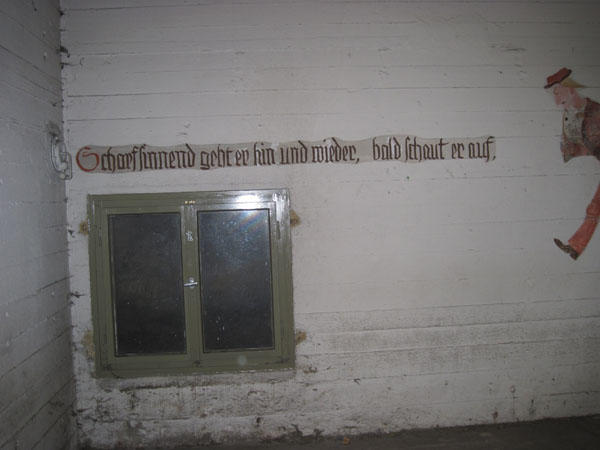 Scharfsinnend geht er hin und wieder, bald schaut er auf,